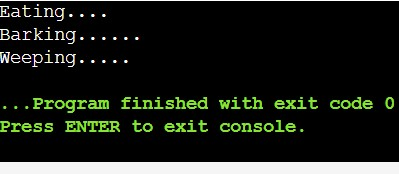 Eating....
Barking......
Weeping.....
...Program finished with exit code 0
Press ENTER to exit console.